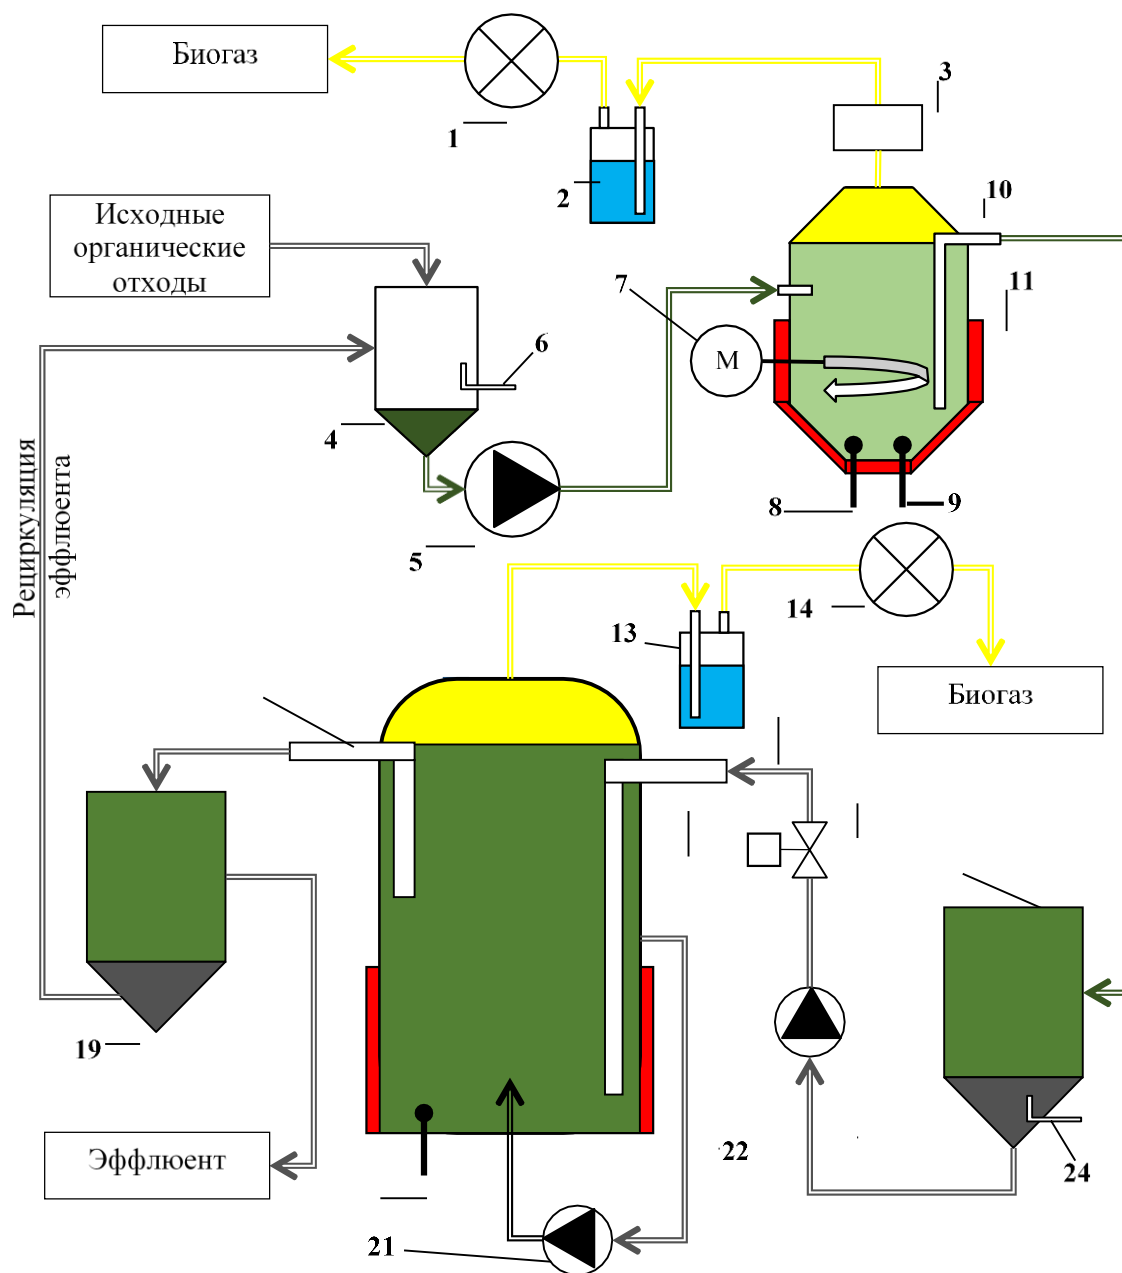 Биогаз
1
2
3
Исходные
органические
отходы
10
7
11
6
М
4
8
9
5
Рециркуляция
эффлюента
14
13
Биогаз
19
Эффлюент
22
24
21